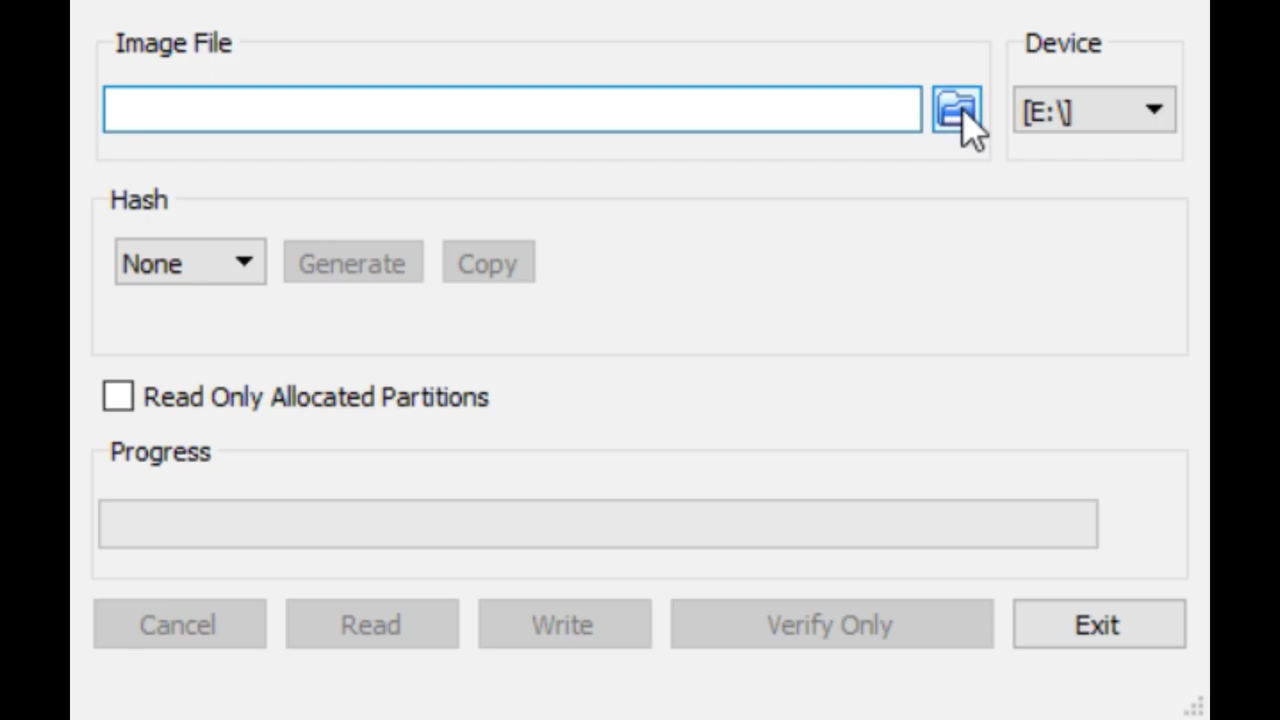 Image File
Device
[E:\]
Hash
None
Generate
Copy
Read Only Allocated Partitions
Progress
Cancel
Read
Write
Verify Only
Exit